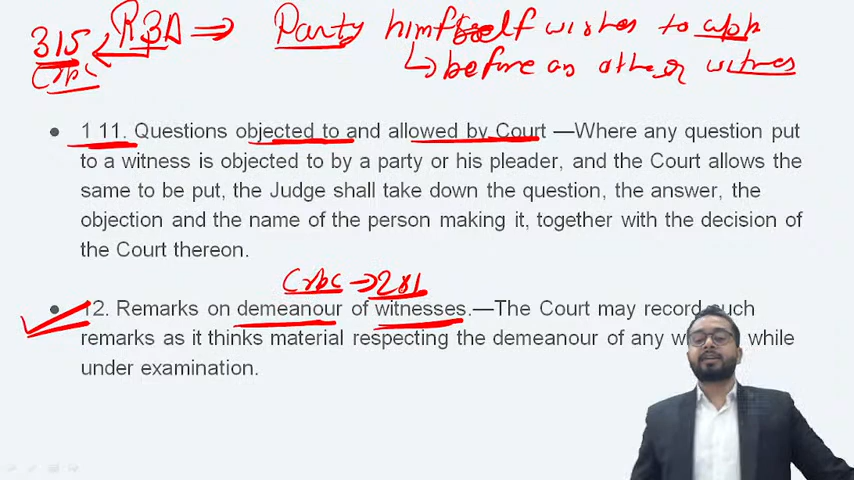 315 R3A ⇒ Party himself wishes to app
CrPC ↳ before an other witness
• 1 11. Questions objected to and allowed by Court —Where any question put
to a witness is objected to by a party or his pleader, and the Court allows the
same to be put, the Judge shall take down the question, the answer, the
objection and the name of the person making it, together with the decision of
the Court thereon.
CrPC → 281
• 12. Remarks on demeanour of witnesses.—The Court may record such
remarks as it thinks material respecting the demeanour of any while
under examination.